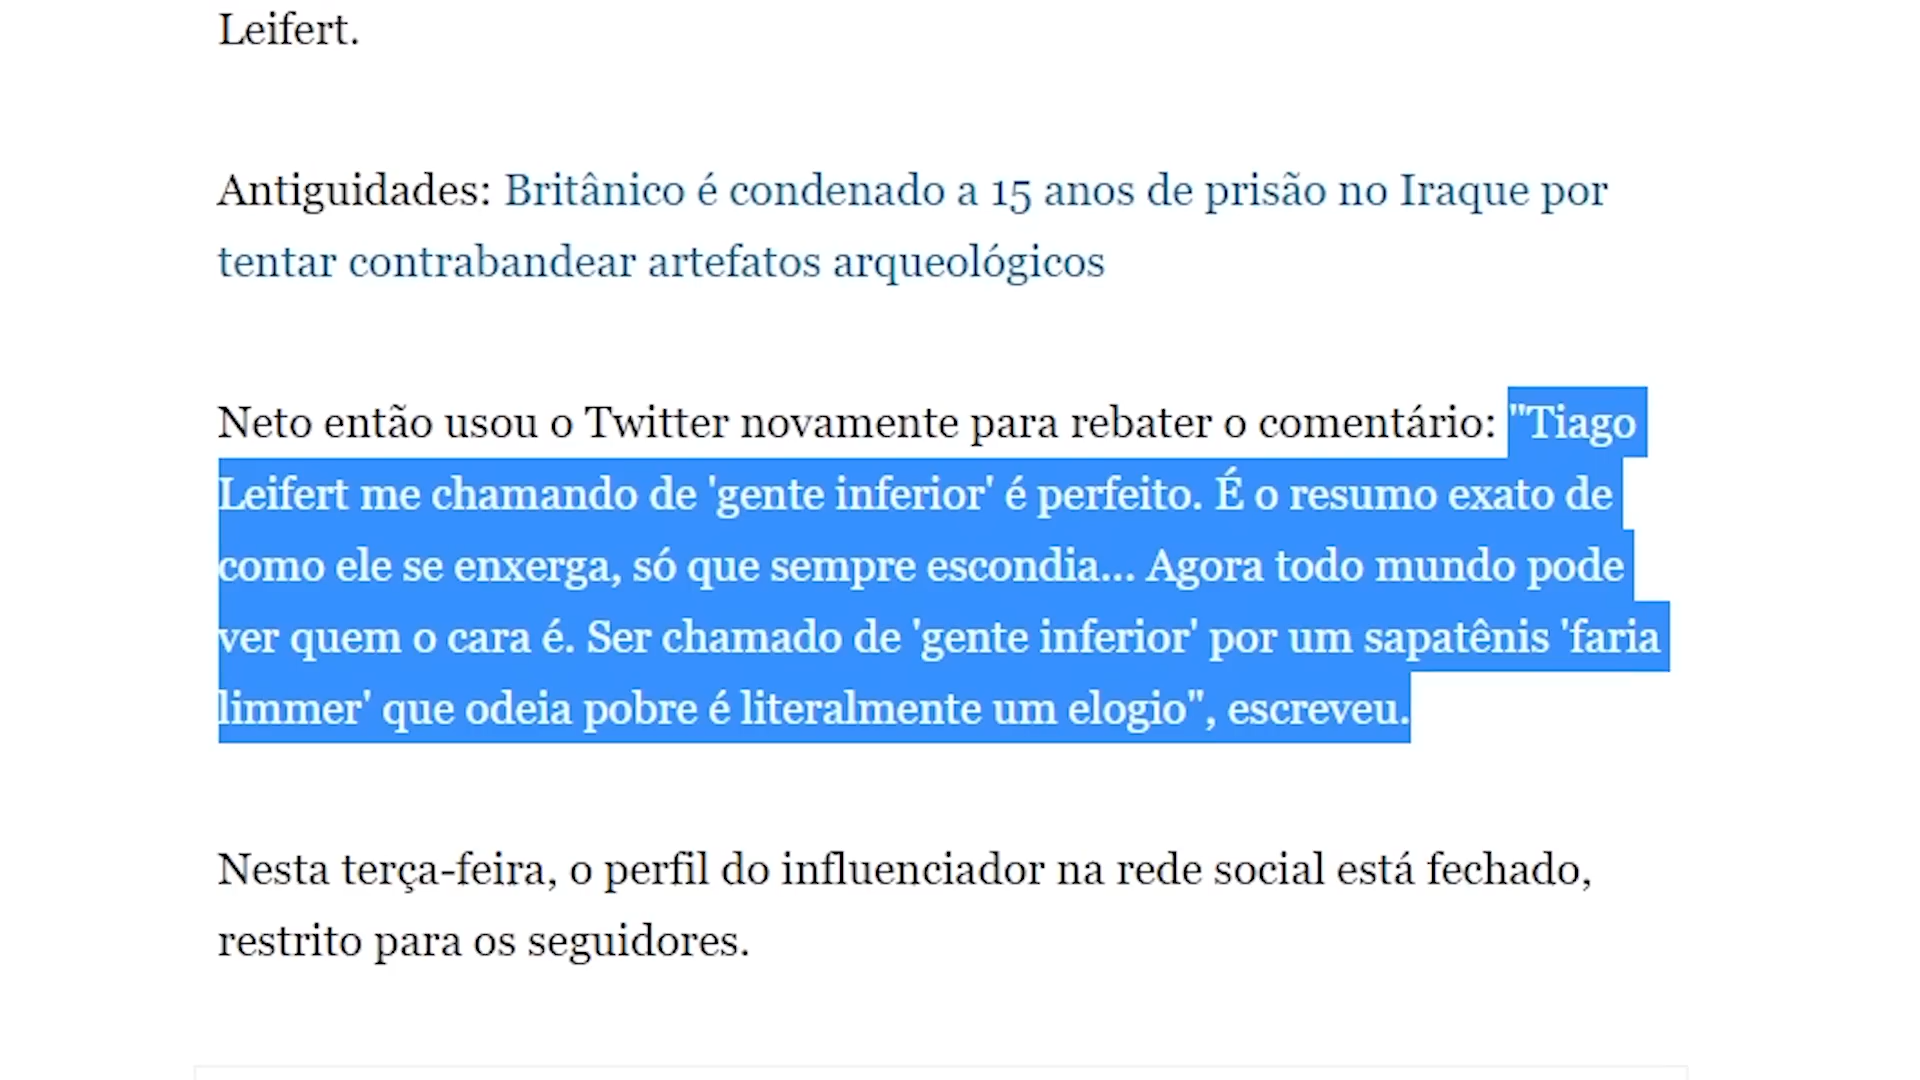 Leifert.
Antiguidades: Britânico é condenado a 15 anos de prisão no Iraque por
tentar contrabandear artefatos arqueológicos
Neto então usou o Twitter novamente para rebater o comentário: "Tiago
Leifert me chamando de 'gente inferior' é perfeito. É o resumo exato de
como ele se enxerga, só que sempre escondia... Agora todo mundo pode
ver quem o cara é. Ser chamado de 'gente inferior' por um sapatênis 'faria
limmer' que odeia pobre é literalmente um elogio", escreveu.
Nesta terça-feira, o perfil do influenciador na rede social está fechado,
restrito para os seguidores.